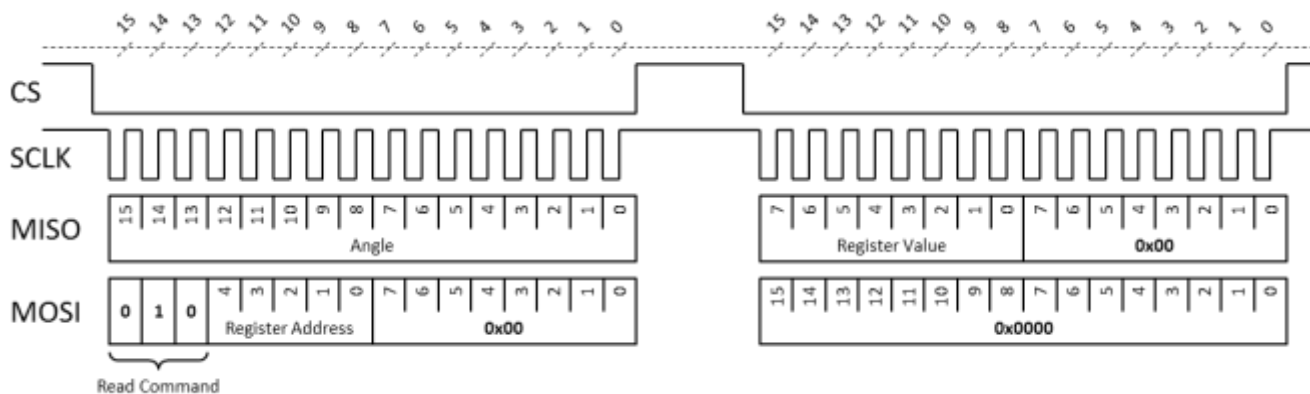 15 14 13 12 11 10 9 8 7 6 5 4 3 2 1 0 15 14 13 12 11 10 9 8 7 6 5 4 3 2 1 0
CS
SCLK
MISO 15 14 13 12 11 10 9 8 7 6 5 4 3 2 1 0 7 6 5 4 3 2 1 0 7 6 5 4 3 2 1 0
Angle Register Value 0x00
MOSI 0 1 0 4 3 2 1 0 7 6 5 4 3 2 1 0 15 14 13 12 11 10 9 8 7 6 5 4 3 2 1 0
Register Address 0x00 0x0000
Read Command